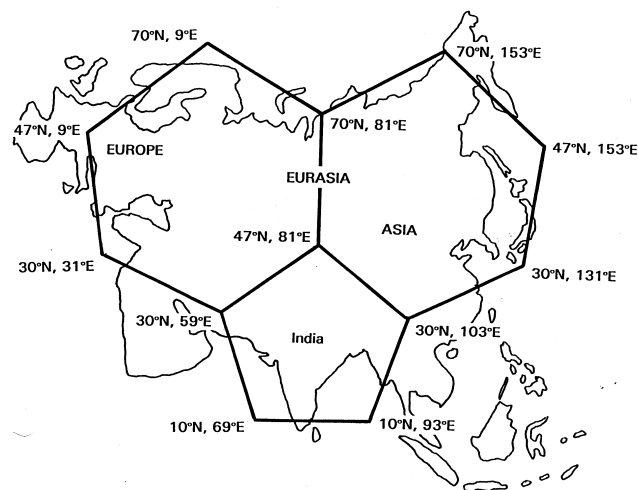 70°N, 9°E
70°N, 153°E
70°N, 81°E
47°N, 9°E
EUROPE
47°N, 153°E
EURASIA
47°N, 81°E
ASIA
30°N, 31°E
30°N, 131°E
30°N, 59°E
30°N, 103°E
India
10°N, 69°E
10°N, 93°E